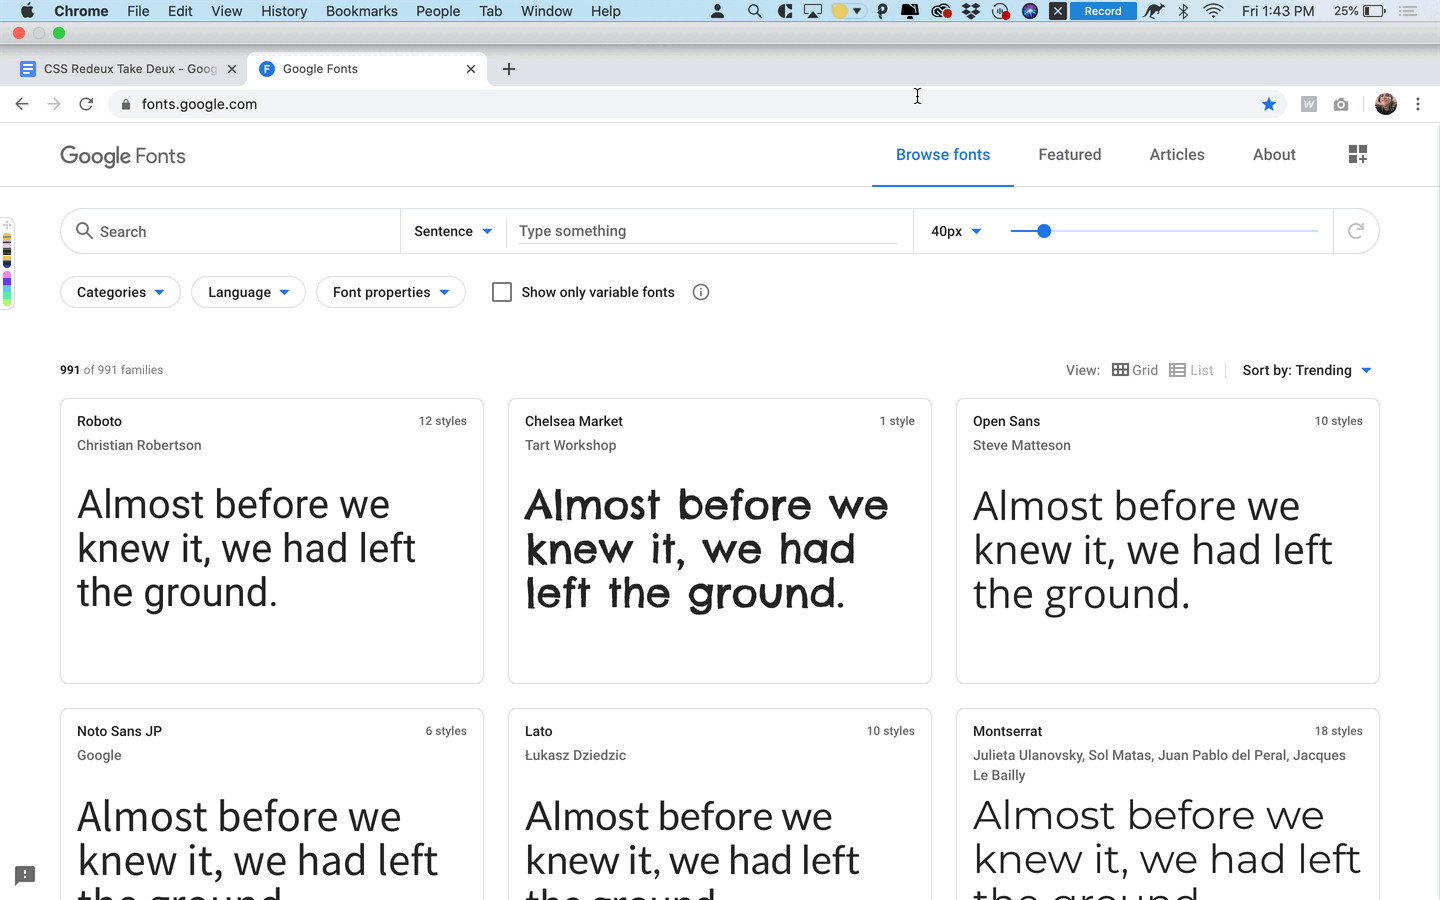 Chrome File Edit View History Bookmarks People Tab Window Help Record Fri 1:43 PM 25%
CSS Redeux Take Deux - Goog Google Fonts
fonts.google.com
Google Fonts Browse fonts Featured Articles About
Search Sentence Type something 40px
Categories Language Font properties Show only variable fonts
991 of 991 families View: Grid List Sort by: Trending
Roboto 12 styles
Christian Robertson
Almost before we
knew it, we had left
the ground.
Chelsea Market 1 style
Tart Workshop
Almost before we
knew it, we had
left the ground.
Open Sans 10 styles
Steve Matteson
Almost before we
knew it, we had left
the ground.
Noto Sans JP 6 styles
Google
Almost before we
knew it, we had left
the ground
Lato 10 styles
Łukasz Dziedzic
Almost before we
knew it, we had left
the ground
Montserrat 18 styles
Julieta Ulanovsky, Sol Matas, Juan Pablo del Peral, Jacques
Le Bailly
Almost before we
knew it, we had left
the ground